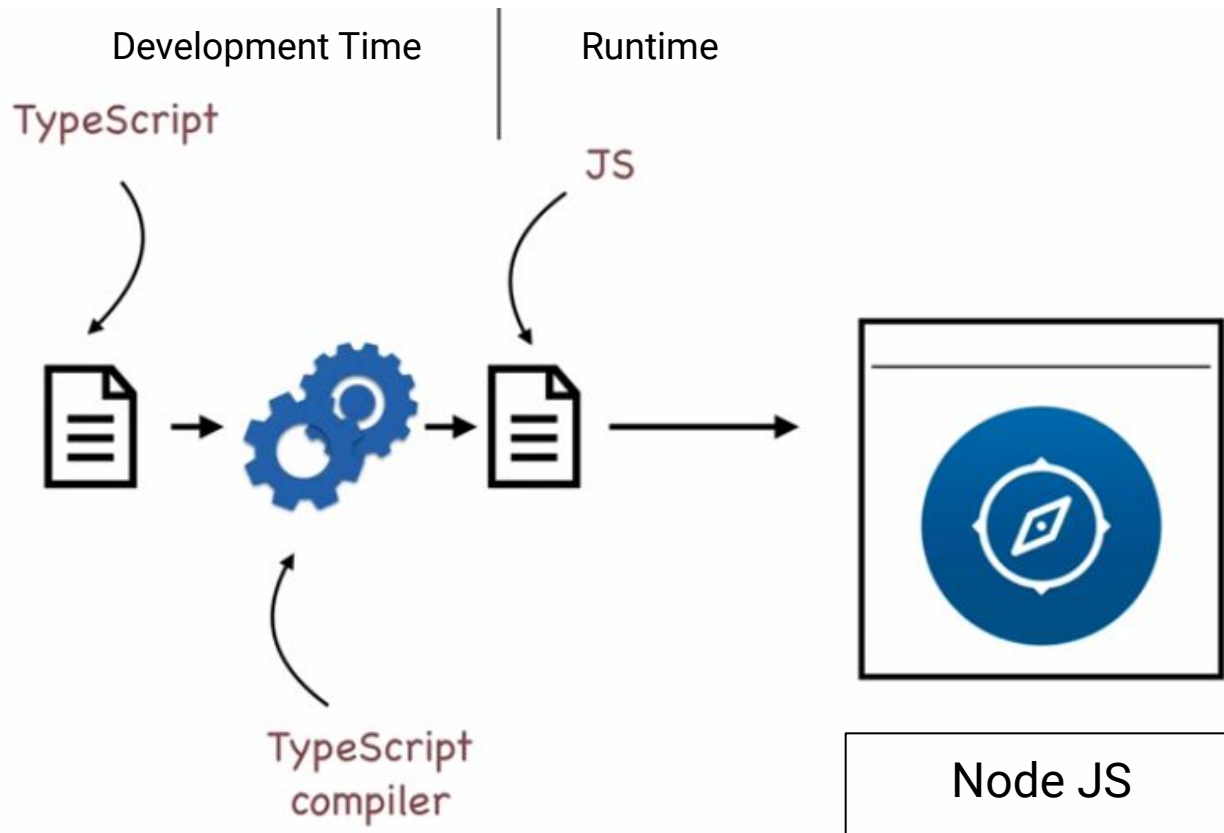 Development Time
Runtime
TypeScript
JS
TypeScript
compiler
Node JS